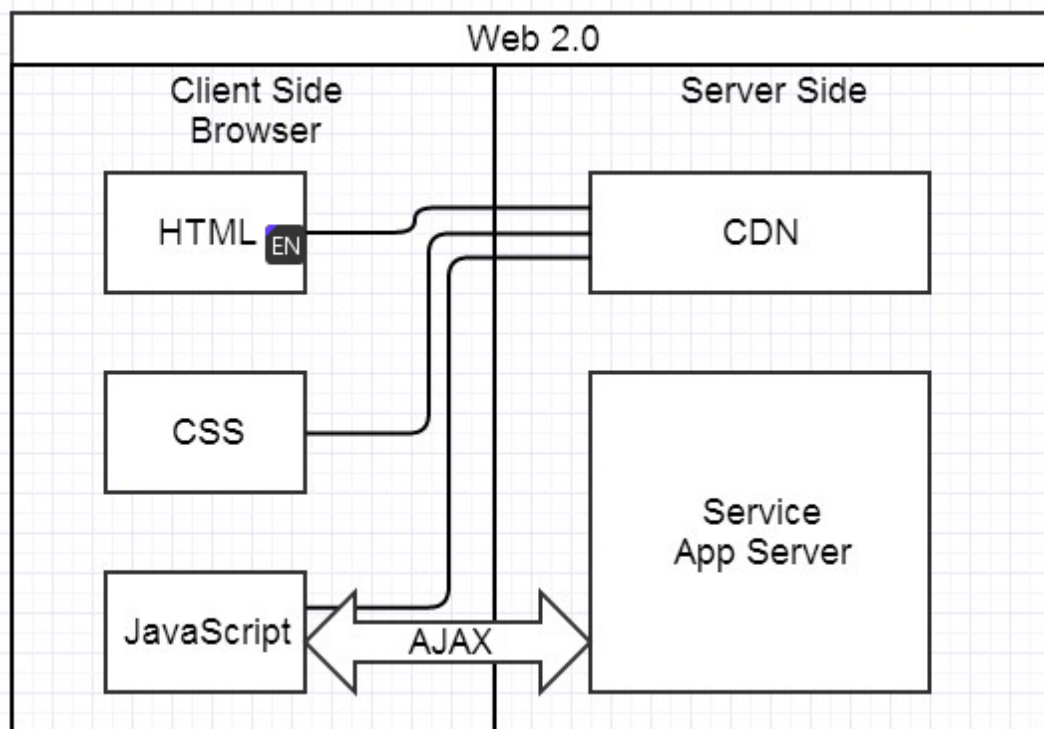 Web 2.0
Client Side
Browser
Server Side
HTML
EN
CDN
CSS
Service
App Server
JavaScript
AJAX